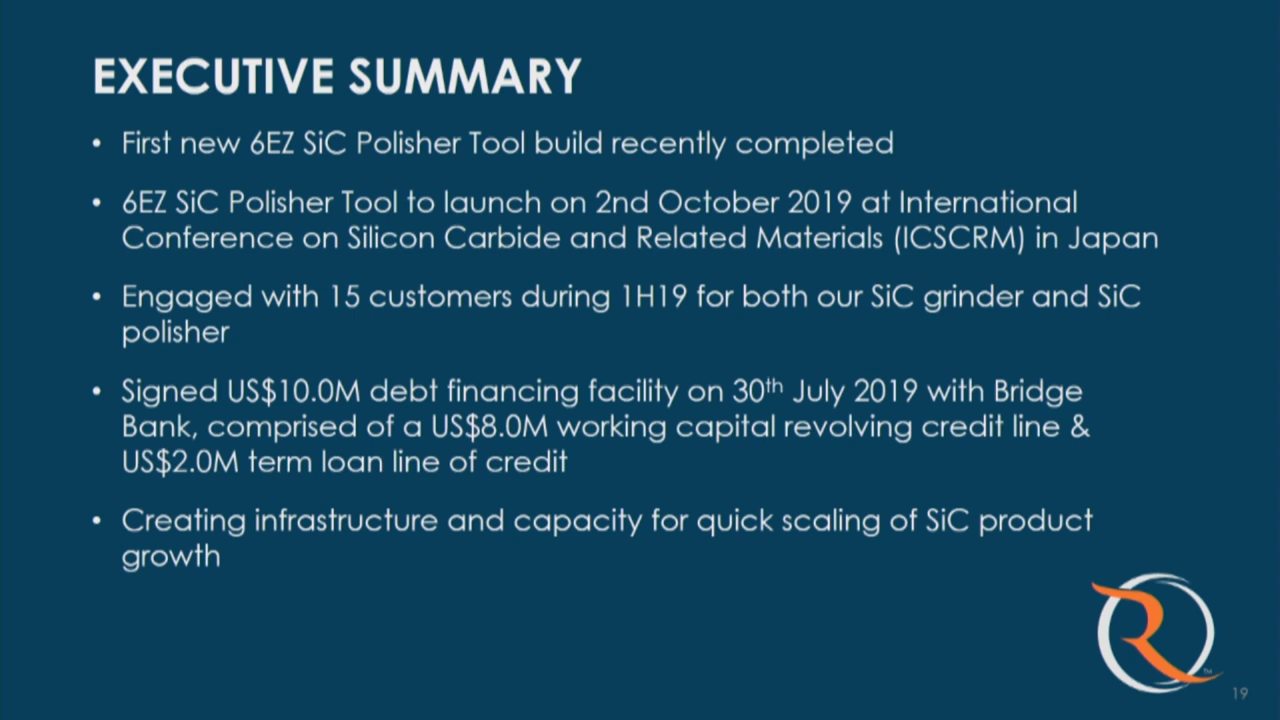 EXECUTIVE SUMMARY
• First new 6EZ SiC Polisher Tool build recently completed
• 6EZ SiC Polisher Tool to launch on 2nd October 2019 at International
Conference on Silicon Carbide and Related Materials (ICSCRM) in Japan
• Engaged with 15 customers during 1H19 for both our SiC grinder and SiC
polisher
• Signed US$10.0M debt financing facility on 30th July 2019 with Bridge
Bank, comprised of a US$8.0M working capital revolving credit line &
US$2.0M term loan line of credit
• Creating infrastructure and capacity for quick scaling of SiC product
growth
R
TM
19